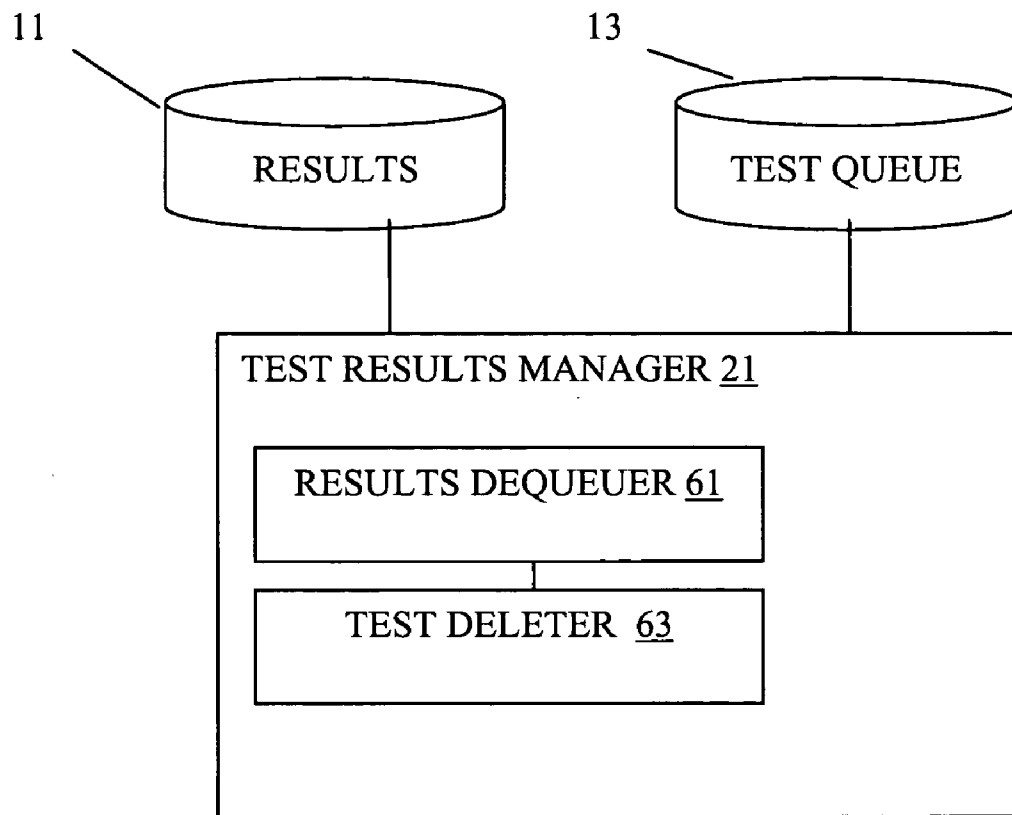 11
13
RESULTS
TEST QUEUE
TEST RESULTS MANAGER 21
RESULTS DEQUEUER 61
TEST DELETER 63